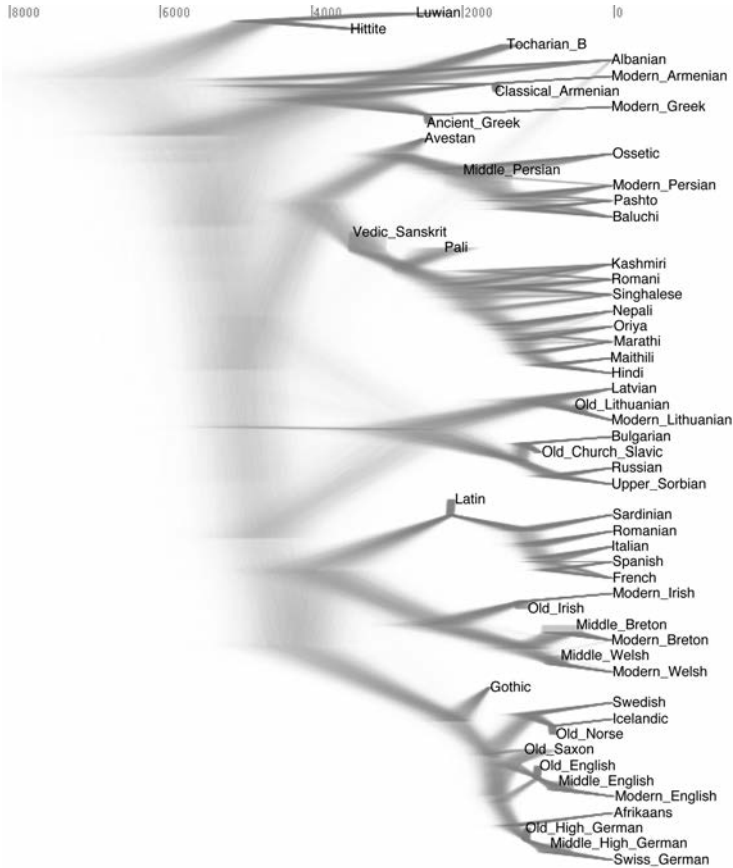 |8000 |6000 |4000 |2000 |0
Luwian
Hittite
Tocharian_B
Albanian
Modern_Armenian
Classical_Armenian
Modern_Greek
Ancient_Greek
Avestan
Ossetic
Middle_Persian
Modern_Persian
Pashto
Baluchi
Vedic_Sanskrit
Pali
Kashmiri
Romani
Singhalese
Nepali
Oriya
Marathi
Maithili
Hindi
Latvian
Old_Lithuanian
Modern_Lithuanian
Bulgarian
Old_Church_Slavic
Russian
Upper_Sorbian
Latin
Sardinian
Romanian
Italian
Spanish
French
Modern_Irish
Old_Irish
Middle_Breton
Modern_Breton
Middle_Welsh
Modern_Welsh
Gothic
Swedish
Icelandic
Old_Norse
Old_Saxon
Old_English
Middle_English
Modern_English
Afrikaans
Old_High_German
Middle_High_German
Swiss_German